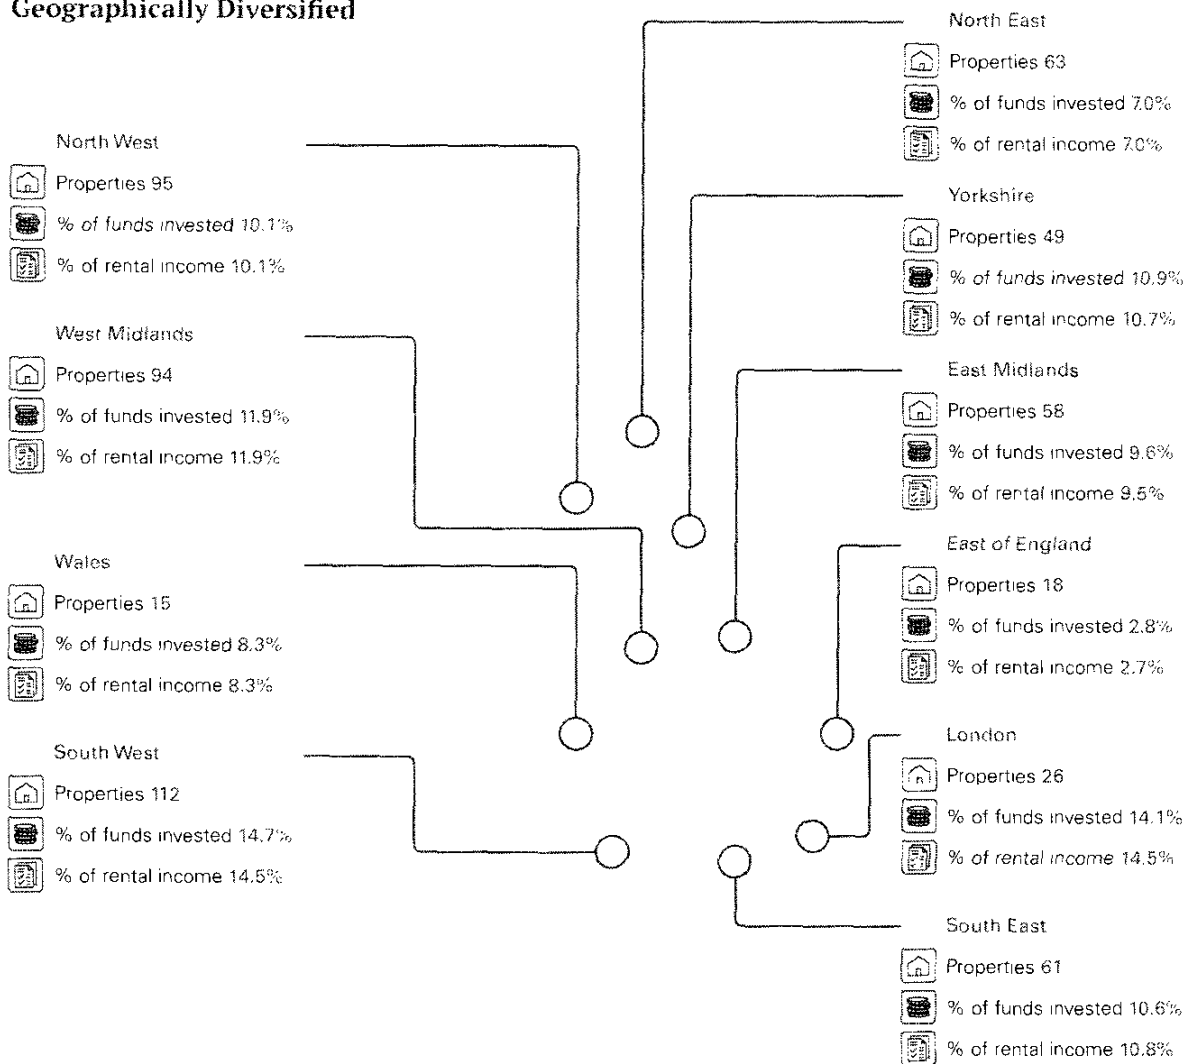 Geographically Diversified
North West
Properties 95
% of funds invested 10.1%
% of rental income 10.1%
West Midlands
Properties 94
% of funds invested 11.9%
% of rental income 11.9%
Wales
Properties 15
% of funds invested 8.3%
% of rental income 8.3%
South West
Properties 112
% of funds invested 14.7%
% of rental income 14.5%
North East
Properties 63
% of funds invested 7.0%
% of rental income 7.0%
Yorkshire
Properties 49
% of funds invested 10.9%
% of rental income 10.7%
East Midlands
Properties 58
% of funds invested 9.6%
% of rental income 9.5%
East of England
Properties 18
% of funds invested 2.8%
% of rental income 2.7%
London
Properties 26
% of funds invested 14.1%
% of rental income 14.5%
South East
Properties 61
% of funds invested 10.6%
% of rental income 10.8%